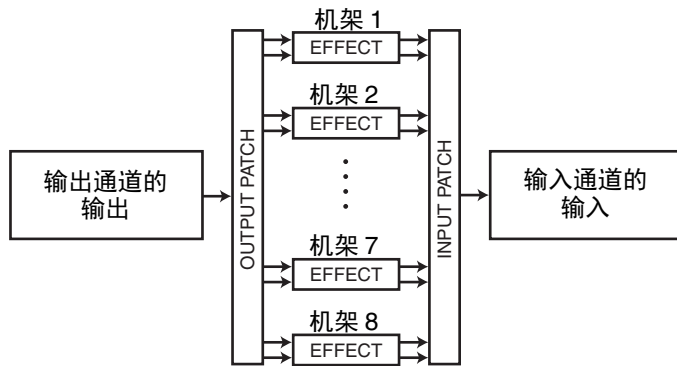 机架 1
EFFECT
机架 2
EFFECT
输出通道的
输出
OUTPUT PATCH
INPUT PATCH
输入通道的
输入
机架 7
EFFECT
机架 8
EFFECT